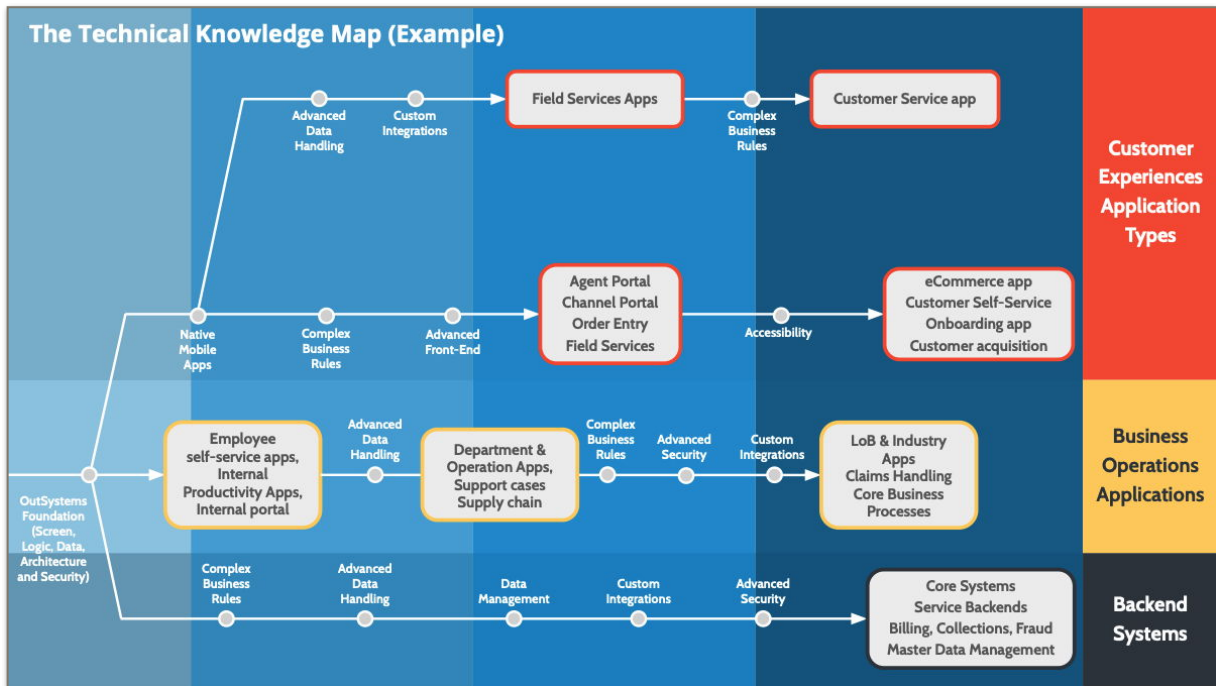 The Technical Knowledge Map (Example)
Advanced
Data
Handling
Custom
Integrations
Field Services Apps
Complex
Business
Rules
Customer Service app
Customer
Experiences
Application
Types
Native
Mobile
Apps
Complex
Business
Rules
Advanced
Front-End
Agent Portal
Channel Portal
Order Entry
Field Services
Accessibility
eCommerce app
Customer Self-Service
Onboarding app
Customer acquisition
OutSystems
Foundation
(Screen,
Logic, Data,
Architecture
and Security)
Employee
self-service apps,
Internal
Productivity Apps,
Internal portal
Advanced
Data
Handling
Department &
Operation Apps,
Support cases
Supply chain
Complex
Business
Rules
Advanced
Security
Custom
Integrations
LoB & Industry
Apps
Claims Handling
Core Business
Processes
Business
Operations
Applications
Complex
Business
Rules
Advanced
Data
Handling
Data
Management
Custom
Integrations
Advanced
Security
Core Systems
Service Backends
Billing, Collections, Fraud
Master Data Management
Backend
Systems